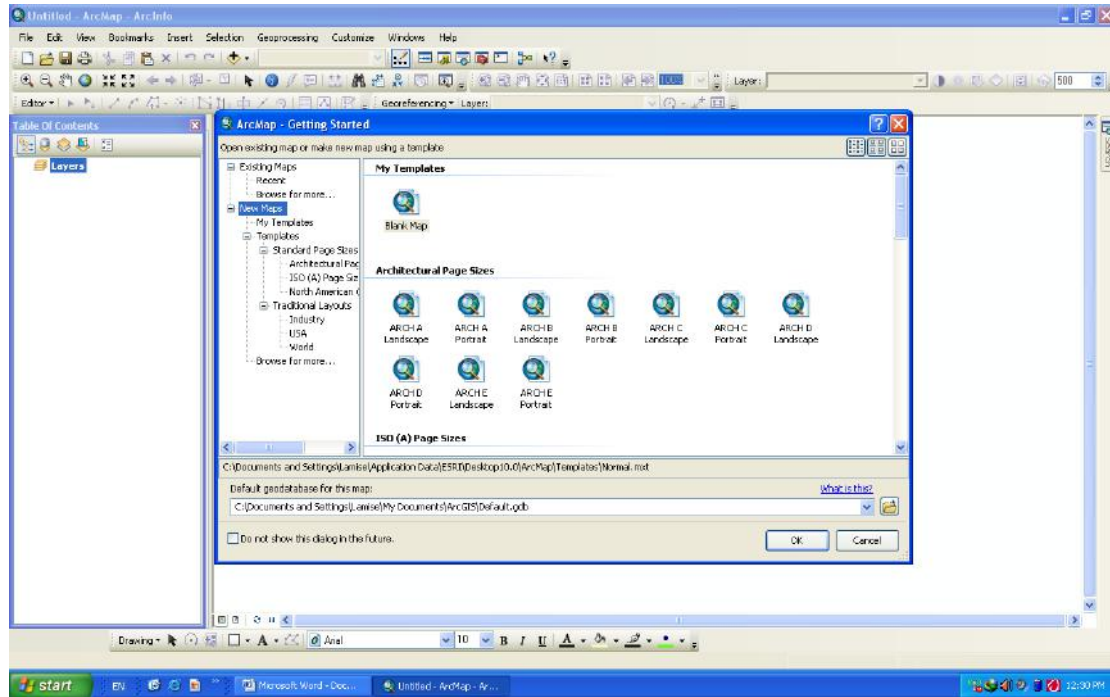 Untitled - ArcMap - ArcInfo
File Edit View Bookmarks Insert Selection Geoprocessing Customize Windows Help
100% Layer: 500
Editor Georeferencing Layer:
Table Of Contents
Layers
ArcMap - Getting Started
Open existing map or make new map using a template
Existing Maps
Recent
Browse for more...
New Maps
My Templates
Templates
Standard Page Sizes
Architectural Pag
ISO (A) Page Siz
North American
Traditional Layouts
Industry
USA
World
Browse for more...
My Templates
Blank Map
Architectural Page Sizes
ARCH A Landscape
ARCH A Portrait
ARCH B Landscape
ARCH B Portrait
ARCH C Landscape
ARCH C Portrait
ARCH D Landscape
ARCH D Portrait
ARCH E Landscape
ARCH E Portrait
ISO (A) Page Sizes
C:\Documents and Settings\Lamise\Application Data\ESRI\Desktop10.0\ArcMap\Templates\Normal.mxt
Default geodatabase for this map:
What is this?
C:\Documents and Settings\Lamise\My Documents\ArcGIS\Default.gdb
Do not show this dialog in the future.
OK Cancel
Drawing A Arial 10 B I U A
start EN Microsoft Word - Doc... Untitled - ArcMap - Ar... 12:30 PM